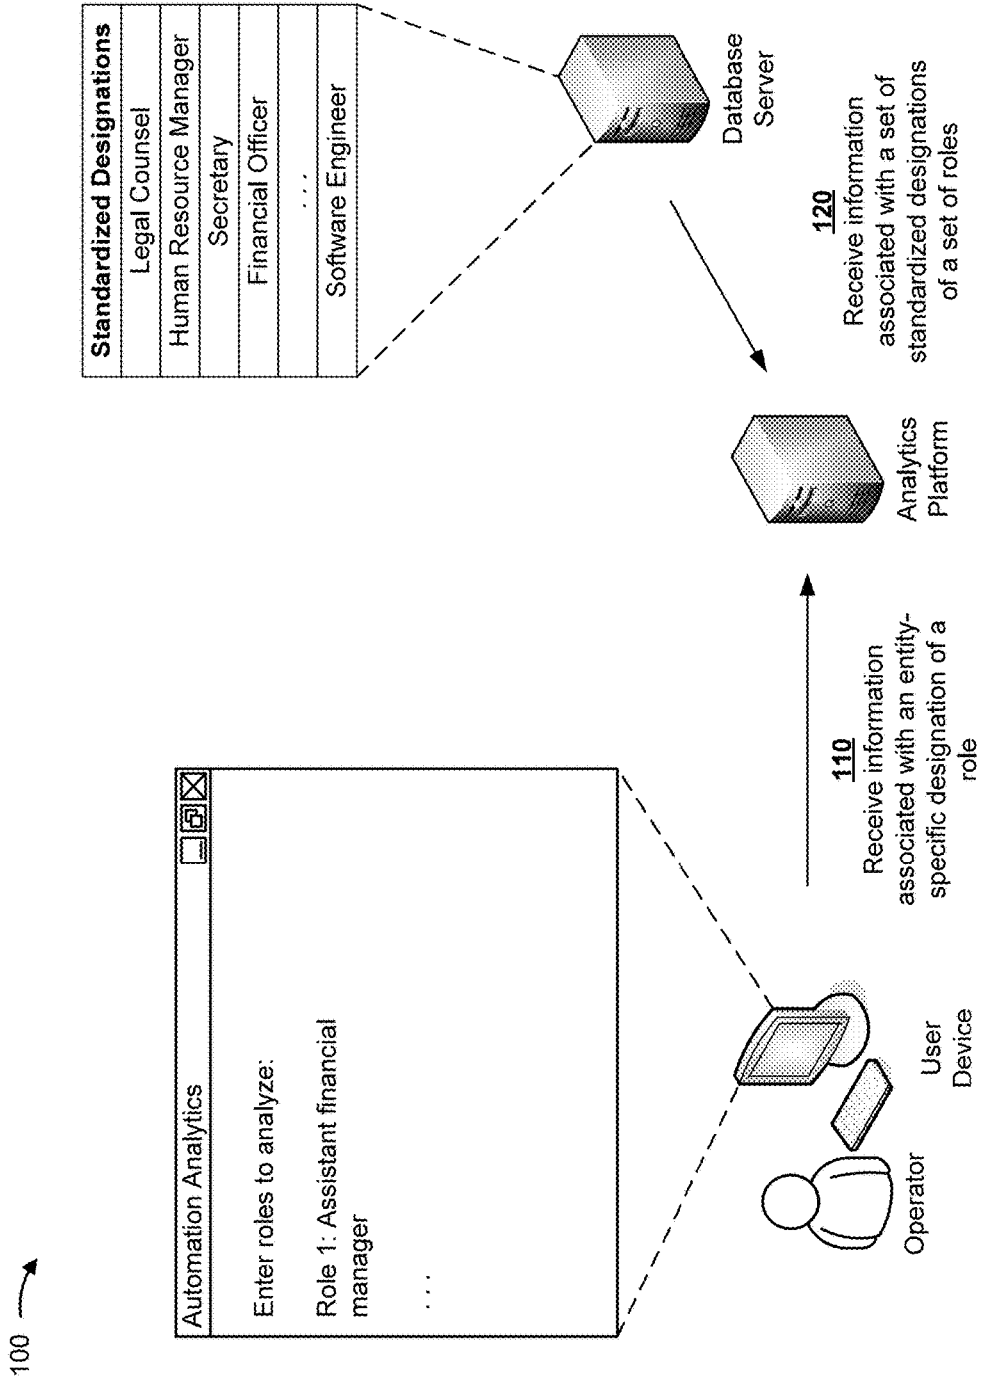 100
Automation Analytics
Enter roles to analyze:
Role 1: Assistant financial
manager
. . .
Standardized Designations
Legal Counsel
Human Resource Manager
Secretary
Financial Officer
. . .
Software Engineer
Operator
User
Device
110
Receive information
associated with an entity-
specific designation of a
role
Analytics
Platform
Database
Server
120
Receive information
associated with a set of
standardized designations
of a set of roles